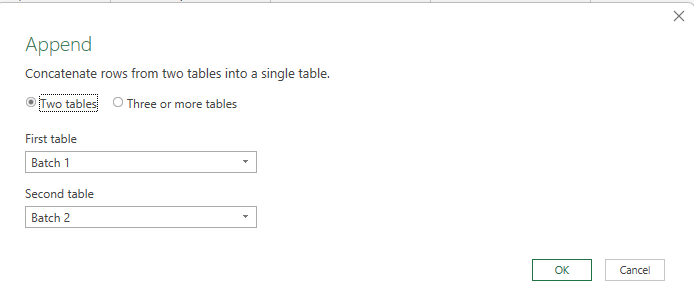 Append
Concatenate rows from two tables into a single table.
Two tables Three or more tables
First table
Batch 1
Second table
Batch 2
OK Cancel